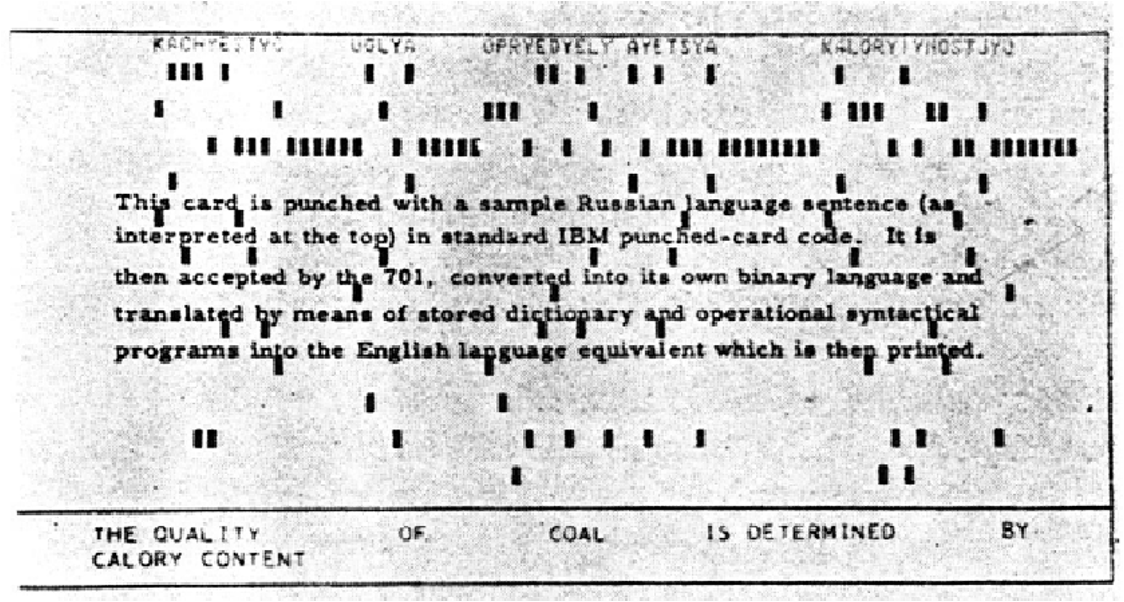 KACHYESTVO UGLYA OPRYEDYELY AYETSYA KALORYIYNOSTJYU
This card is punched with a sample Russian language sentence (as
interpreted at the top) in standard IBM punched-card code. It is
then accepted by the 701, converted into its own binary language and
translated by means of stored dictionary and operational syntactical
programs into the English language equivalent which is then printed.
THE QUALITY OF COAL IS DETERMINED BY
CALORY CONTENT